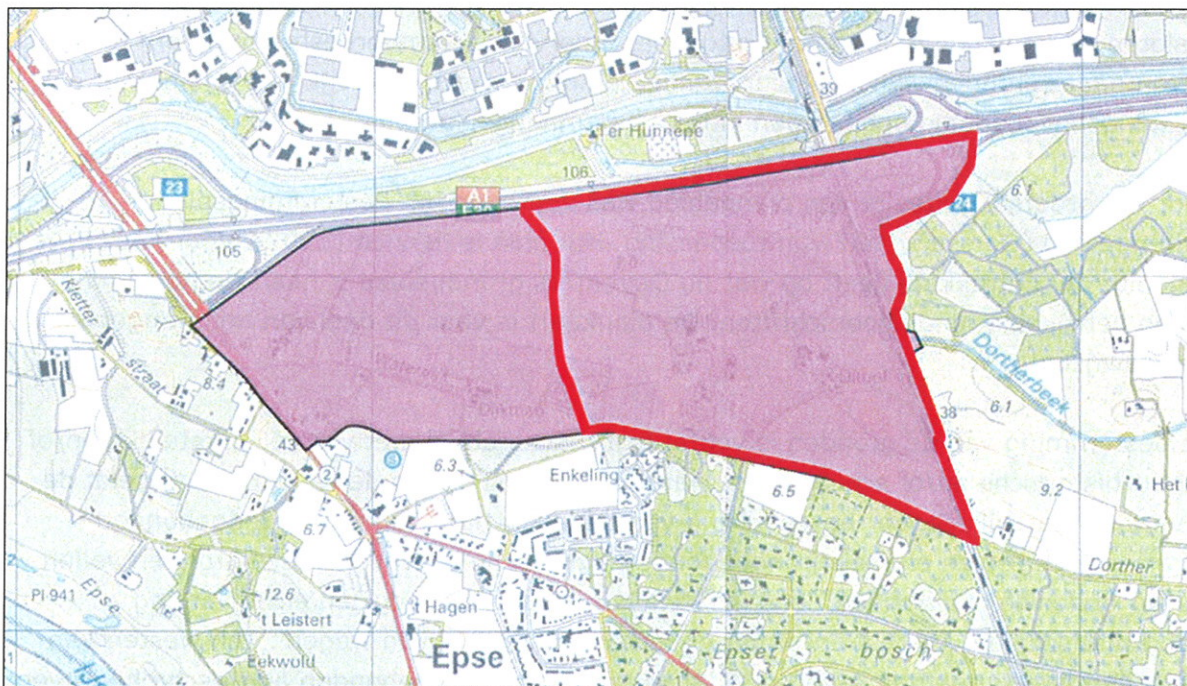 39
Ter Hunnepe
106
23
A1
E30
24
6.1
105
Kletter
straat
8.4
Dortherbeek
38
6.1
43
2
6.3
Enkeling
6.5
9.2
Het
6.7
Dorther
Epse
PI 941
12.6
't Leistert
't Hagen
Eekwold
Epse
Epser bosch